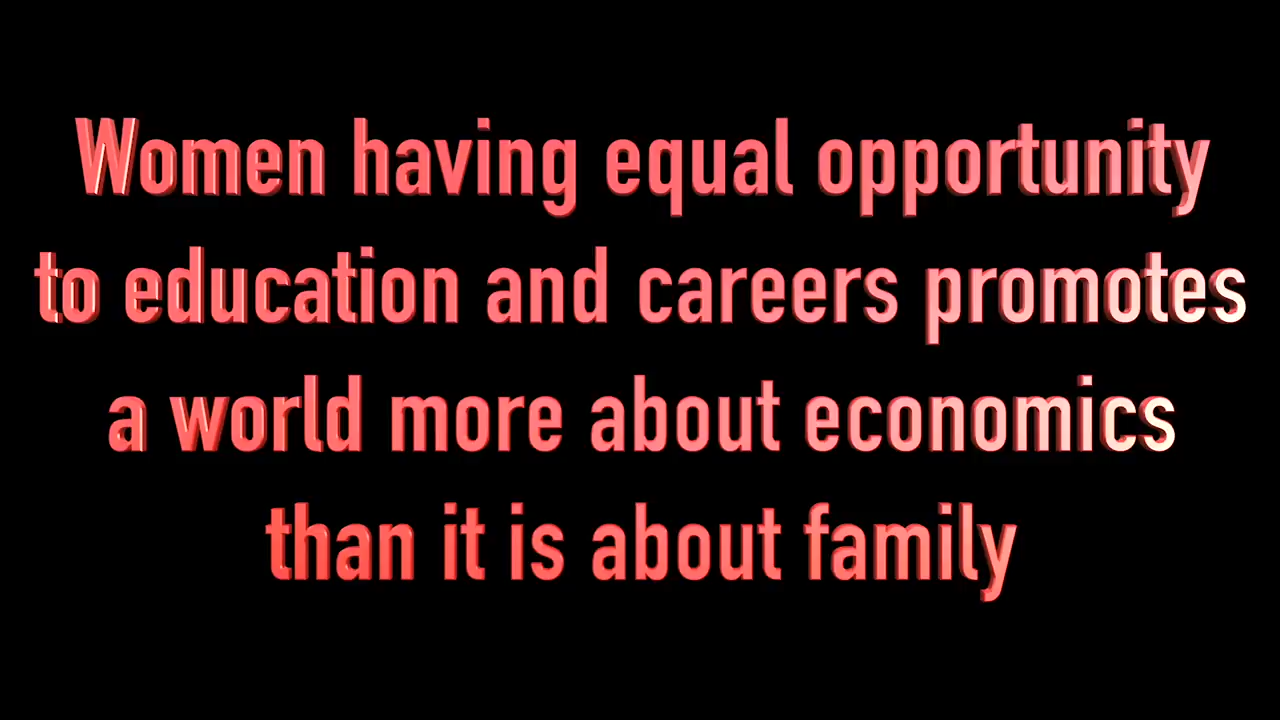 Women having equal opportunity
to education and careers promotes
a world more about economics
than it is about family